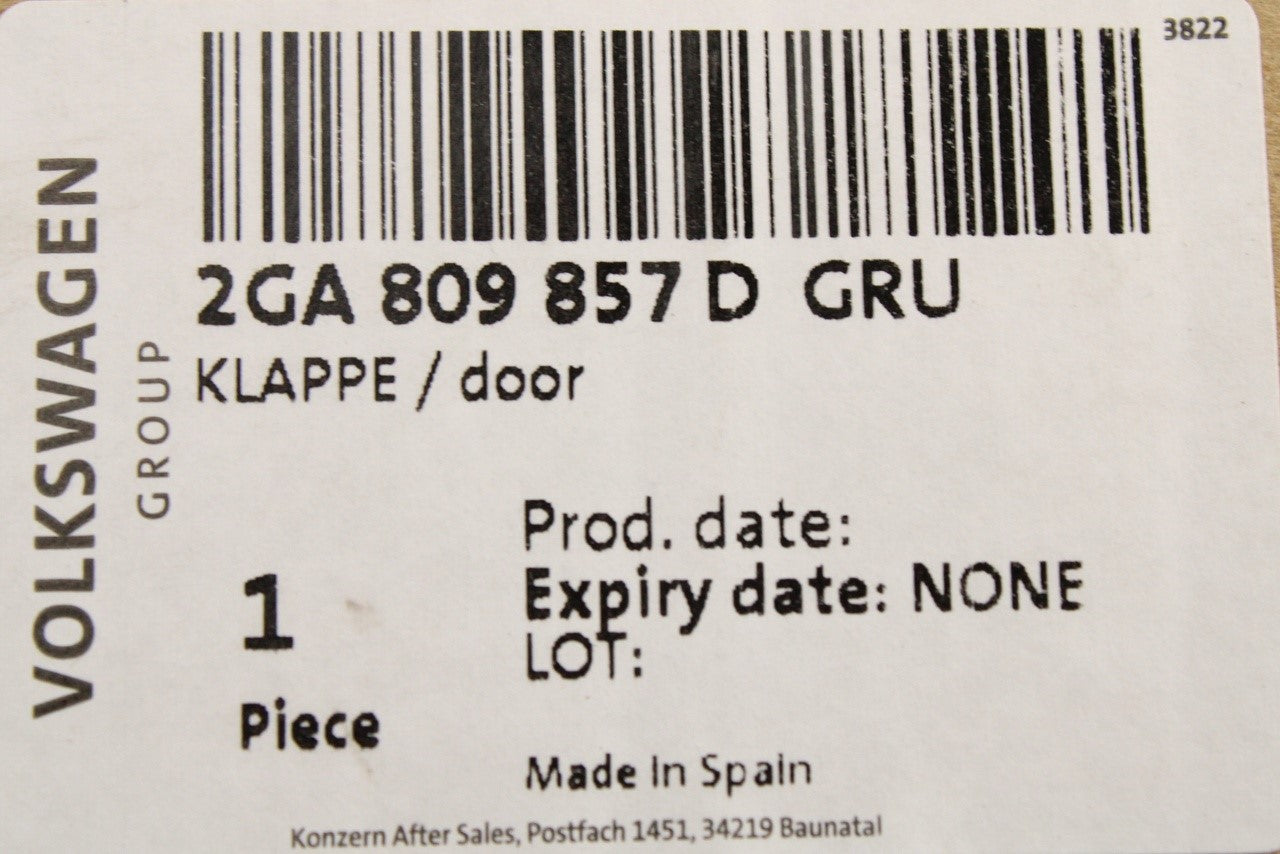 3822
VOLKSWAGEN
GROUP
2GA 809 857 D GRU
KLAPPE / door
Prod. date:
Expiry date: NONE
LOT:
1
Piece
Made In Spain
Konzern After Sales, Postfach 1451, 34219 Baunatal